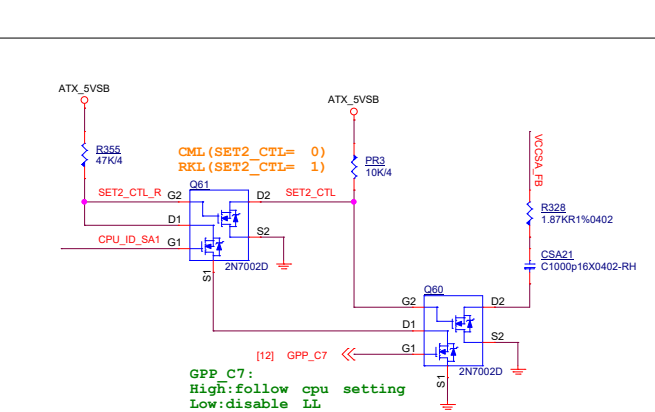 ATX_5VSB
ATX_5VSB
R355
47K/4
CML(SET2_CTL= 0)
RKL(SET2_CTL= 1)
PR3
10K/4
VCCSA_FB
SET2_CTL_R
G2
Q61
D2
SET2_CTL
D1
CPU_ID_SA1
G1
S2
2N7002D
S1
R328
1.87KR1%0402
CSA21
C1000p16X0402-RH
Q60
G2
D2
D1
S2
[12]
GPP_C7
G1
2N7002D
S1
GPP_C7:
High:follow cpu setting
Low:disable LL